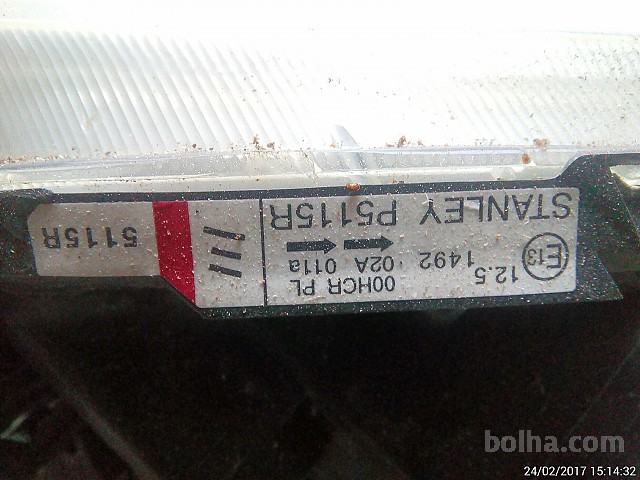 12.5 00HCR PL
E13 1492 02A 011a
STANLEY P5115R
5115R
bolha.com
24/02/2017 15:14:32